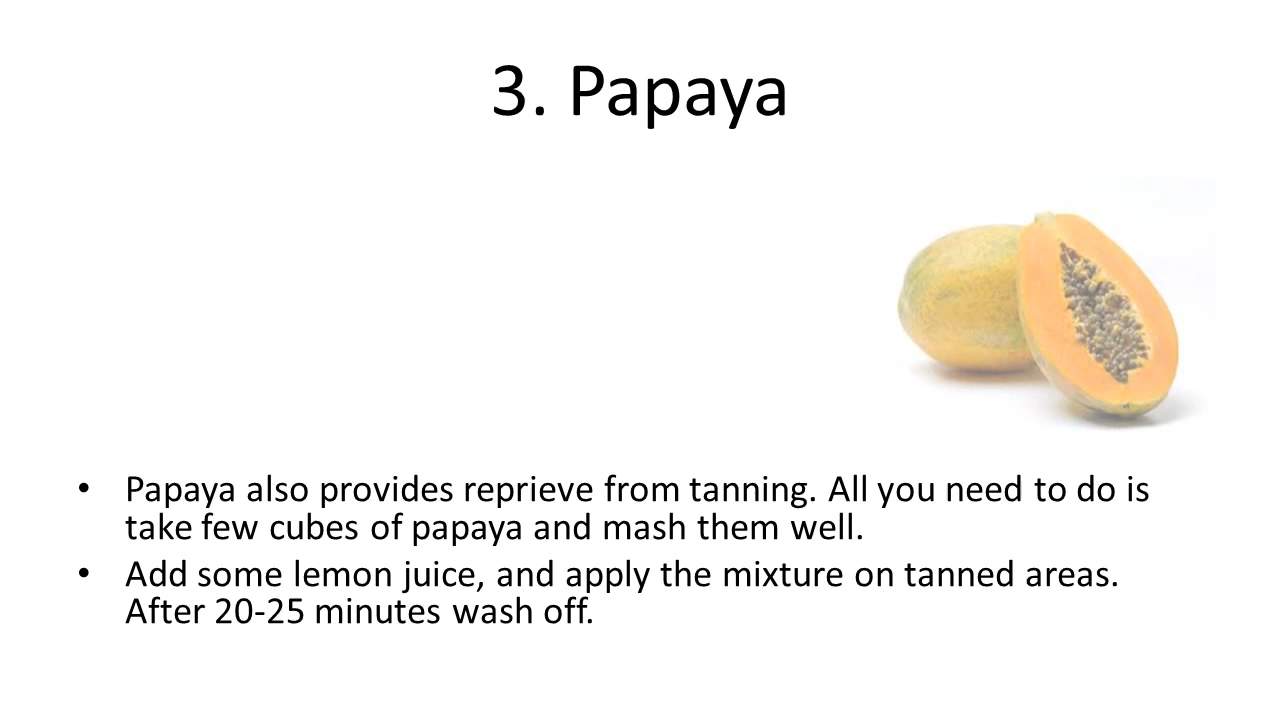 3. Papaya
• Papaya also provides reprieve from tanning. All you need to do is
take few cubes of papaya and mash them well.
• Add some lemon juice, and apply the mixture on tanned areas.
After 20-25 minutes wash off.